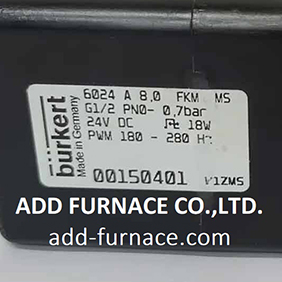 bürkert
Made in Germany
6024 A 8,0 FKM MS
G1/2 PN0- 0,7bar
24V DC 18W
PWM 180 - 280 Hz
00150401 W1ZMS
ADD FURNACE CO.,LTD.
add-furnace.com